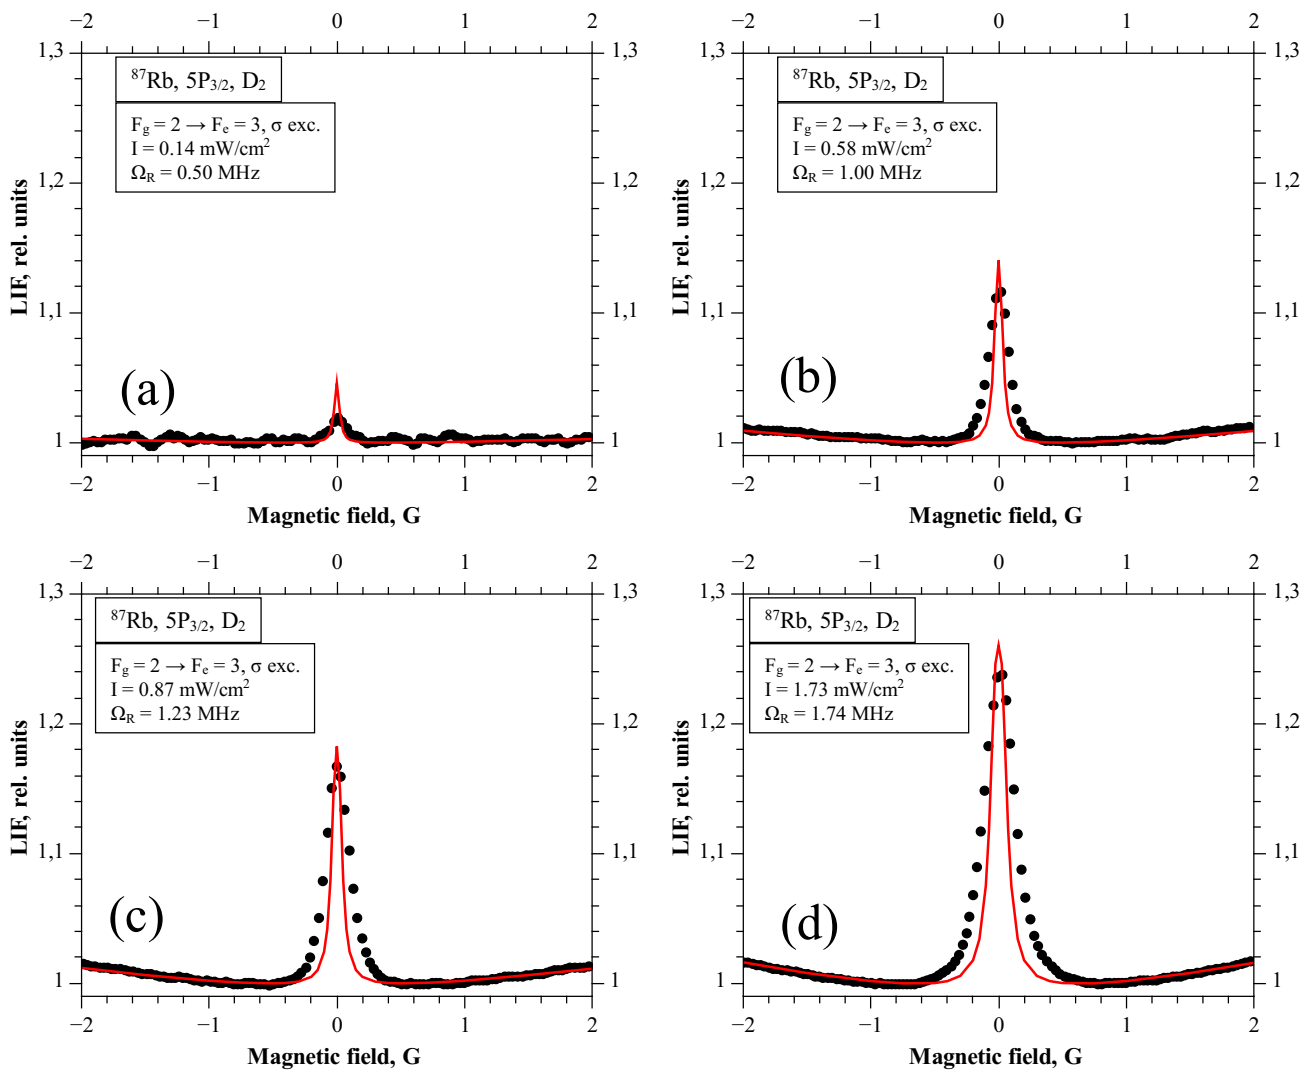 −2 −1 0 1 2
1,3 1,3
⁸⁷Rb, 5P₃/₂, D₂
F_g = 2 → F_e = 3, σ exc.
I = 0.14 mW/cm²
Ω_R = 0.50 MHz
1,2 1,2
LIF, rel. units
1,1 1,1
(a)
1 1
−2 −1 0 1 2
Magnetic field, G
−2 −1 0 1 2
1,3 1,3
⁸⁷Rb, 5P₃/₂, D₂
F_g = 2 → F_e = 3, σ exc.
I = 0.58 mW/cm²
Ω_R = 1.00 MHz
1,2 1,2
LIF, rel. units
1,1 1,1
(b)
1 1
−2 −1 0 1 2
Magnetic field, G
−2 −1 0 1 2
1,3 1,3
⁸⁷Rb, 5P₃/₂, D₂
F_g = 2 → F_e = 3, σ exc.
I = 0.87 mW/cm²
Ω_R = 1.23 MHz
1,2 1,2
LIF, rel. units
1,1 1,1
(c)
1 1
−2 −1 0 1 2
Magnetic field, G
−2 −1 0 1 2
1,3 1,3
⁸⁷Rb, 5P₃/₂, D₂
F_g = 2 → F_e = 3, σ exc.
I = 1.73 mW/cm²
Ω_R = 1.74 MHz
1,2 1,2
LIF, rel. units
1,1 1,1
(d)
1 1
−2 −1 0 1 2
Magnetic field, G